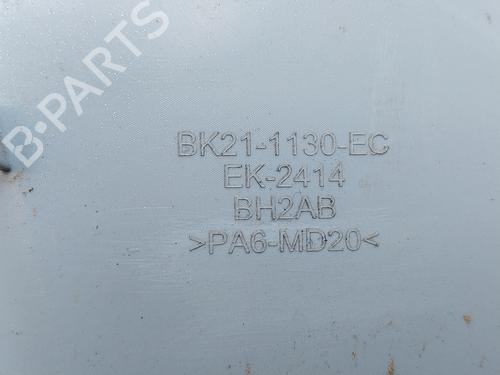 B-PARTS
BK21-1130-EC
EK-2414
BH2AB
>PA6-MD20<